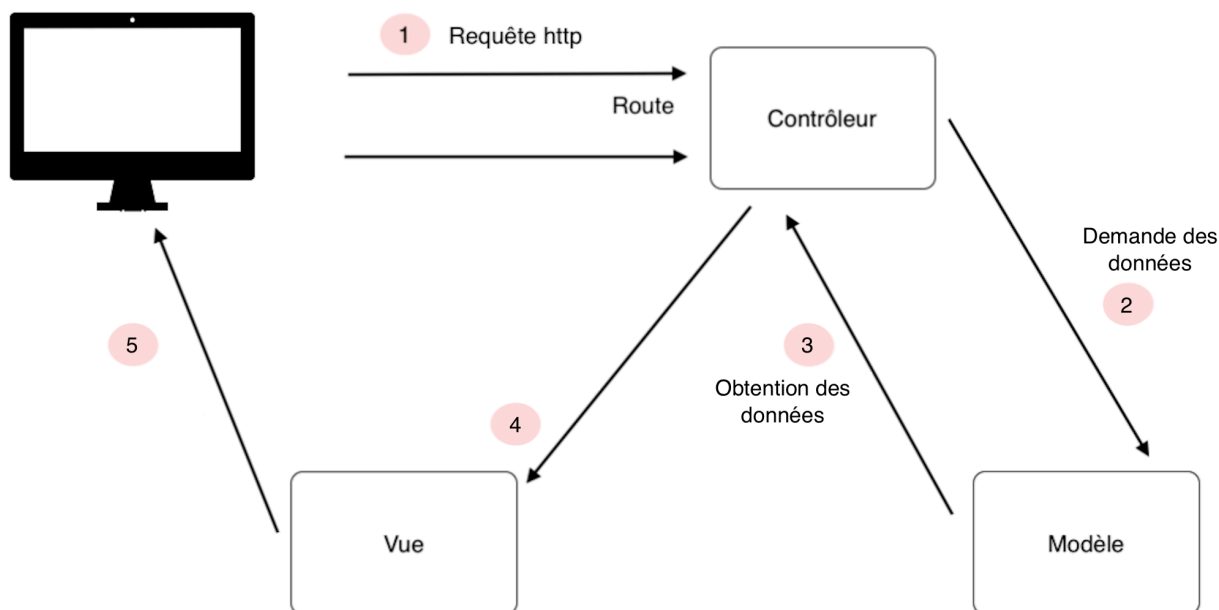 1 Requête http
Route
Contrôleur
Demande des
données
2
3
Obtention des
données
5
4
Vue
Modèle